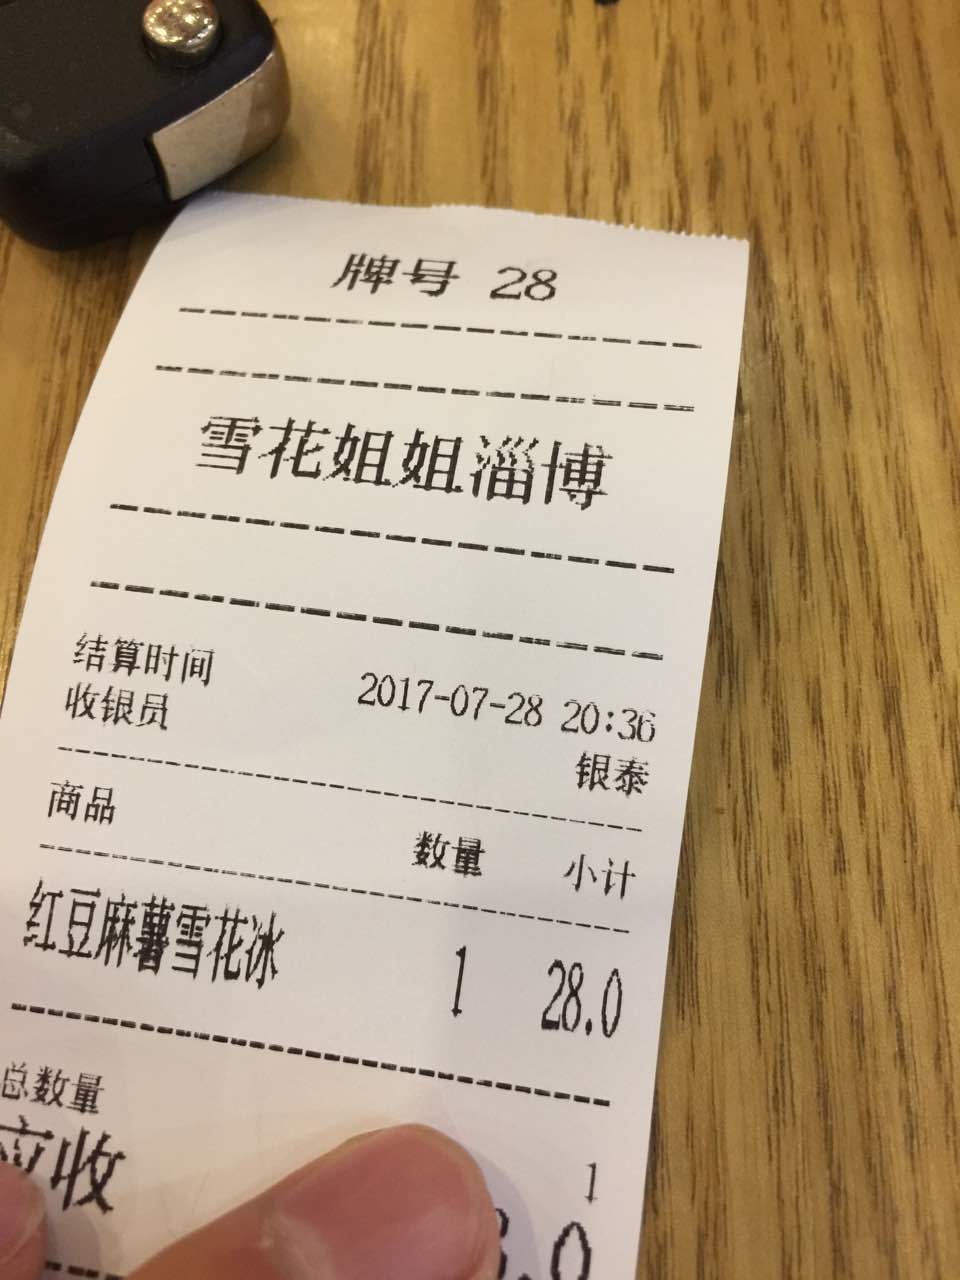 牌号 28
雪花姐姐淄博
结算时间 2017-07-28 20:36
收银员 银泰
商品 数量 小计
红豆麻薯雪花冰 1 28.0
总数量 1
应收 8.0